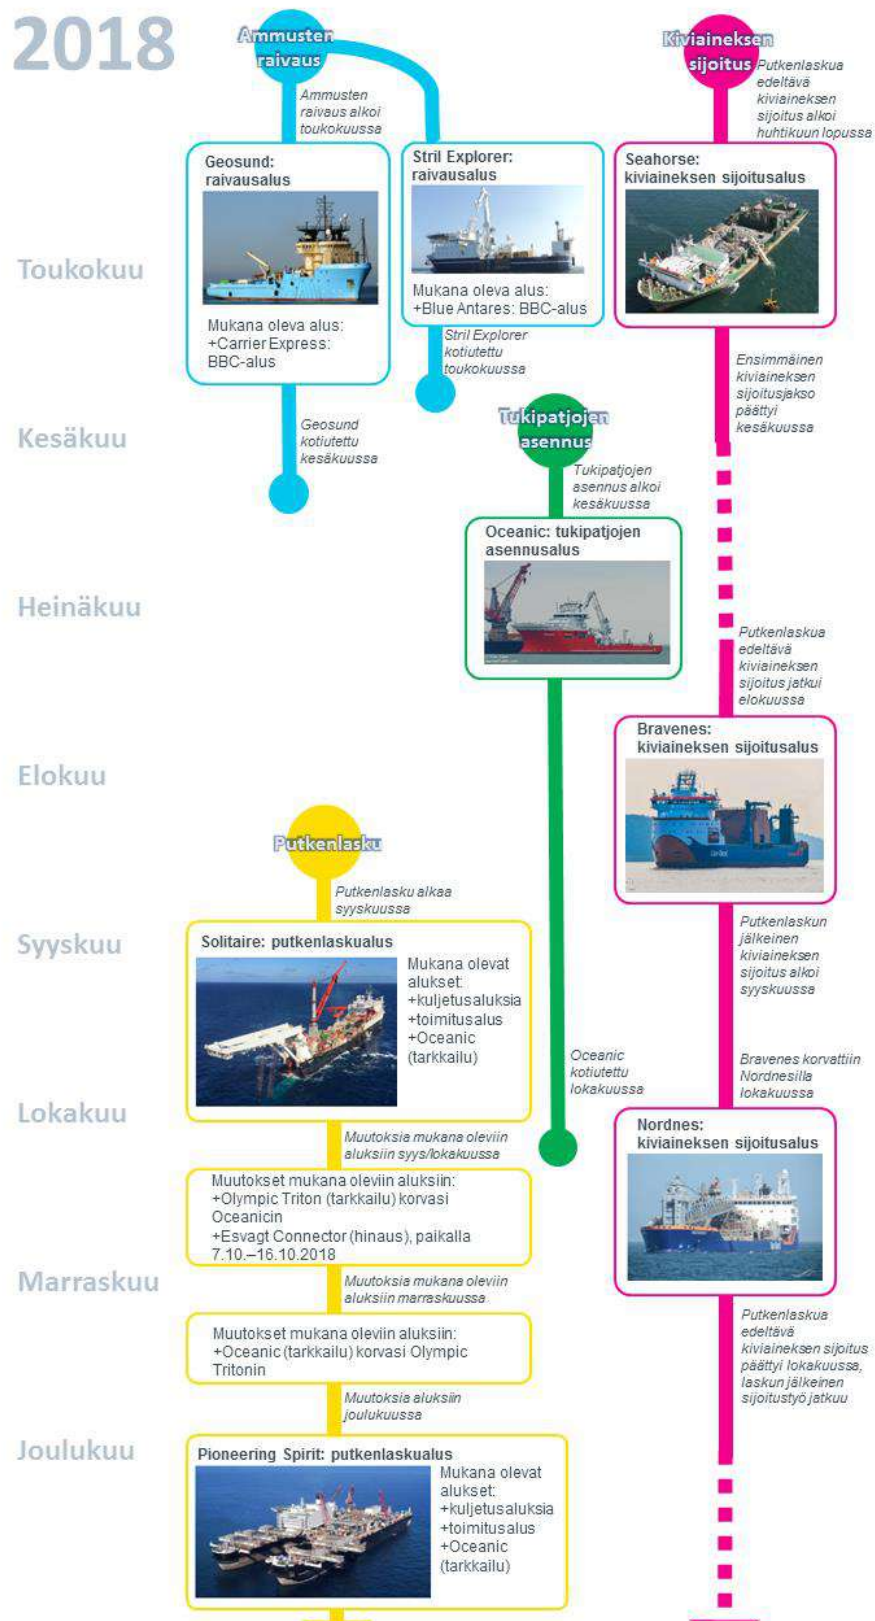 2018
Ammusten
raivaus
Ammusten
raivaus alkoi
toukokuussa
Geosund:
raivausalus
Mukana oleva alus:
+Carrier Express:
BBC-alus
Geosund
kotiutettu
kesäkuussa
Stril Explorer:
raivausalus
Mukana oleva alus:
+Blue Antares: BBC-alus
Stril Explorer
kotiutettu
toukokuussa
Kiviaineksen
sijoitus
Putkenlaskua
edeltävä
kiviaineksen
sijoitus alkoi
huhtikuun lopussa
Seahorse:
kiviaineksen sijoitusalus
Ensimmäinen
kiviaineksen
sijoitusjakso
päättyi
kesäkuussa
Toukokuu
Kesäkuu
Tukipatjojen
asennus
Tukipatjojen
asennus alkoi
kesäkuussa
Oceanic: tukipatjojen
asennusalus
Heinäkuu
Putkenlaskua
edeltävä
kiviaineksen
sijoitus jatkui
elokuussa
Bravenes:
kiviaineksen sijoitusalus
Elokuu
Putkenlasku
Putkenlasku alkaa
syyskuussa
Syyskuu
Solitaire: putkenlaskualus
Mukana olevat
alukset:
+kuljetusaluksia
+toimitusalus
+Oceanic
(tarkkailu)
Putkenlaskun
jälkeinen
kiviaineksen
sijoitus alkoi
syyskuussa
Oceanic
kotiutettu
lokakuussa
Bravenes korvattiin
Nordnesilla
lokakuussa
Lokakuu
Muutoksia mukana oleviin
aluksiin syys/lokakuussa
Muutokset mukana oleviin aluksiin:
+Olympic Triton (tarkkailu) korvasi
Oceanicin
+Esvagt Connector (hinaus), paikalla
7.10.–16.10.2018
Nordnes:
kiviaineksen sijoitusalus
Marraskuu
Muutoksia mukana oleviin
aluksiin marraskuussa
Muutokset mukana oleviin aluksiin:
+Oceanic (tarkkailu) korvasi Olympic
Tritonin
Putkenlaskua
edeltävä
kiviaineksen sijoitus
päättyi lokakuussa,
laskun jälkeinen
sijoitustyö jatkuu
Muutoksia aluksiin
joulukuussa
Joulukuu
Pioneering Spirit: putkenlaskualus
Mukana olevat
alukset:
+kuljetusaluksia
+toimitusalus
+Oceanic
(tarkkailu)